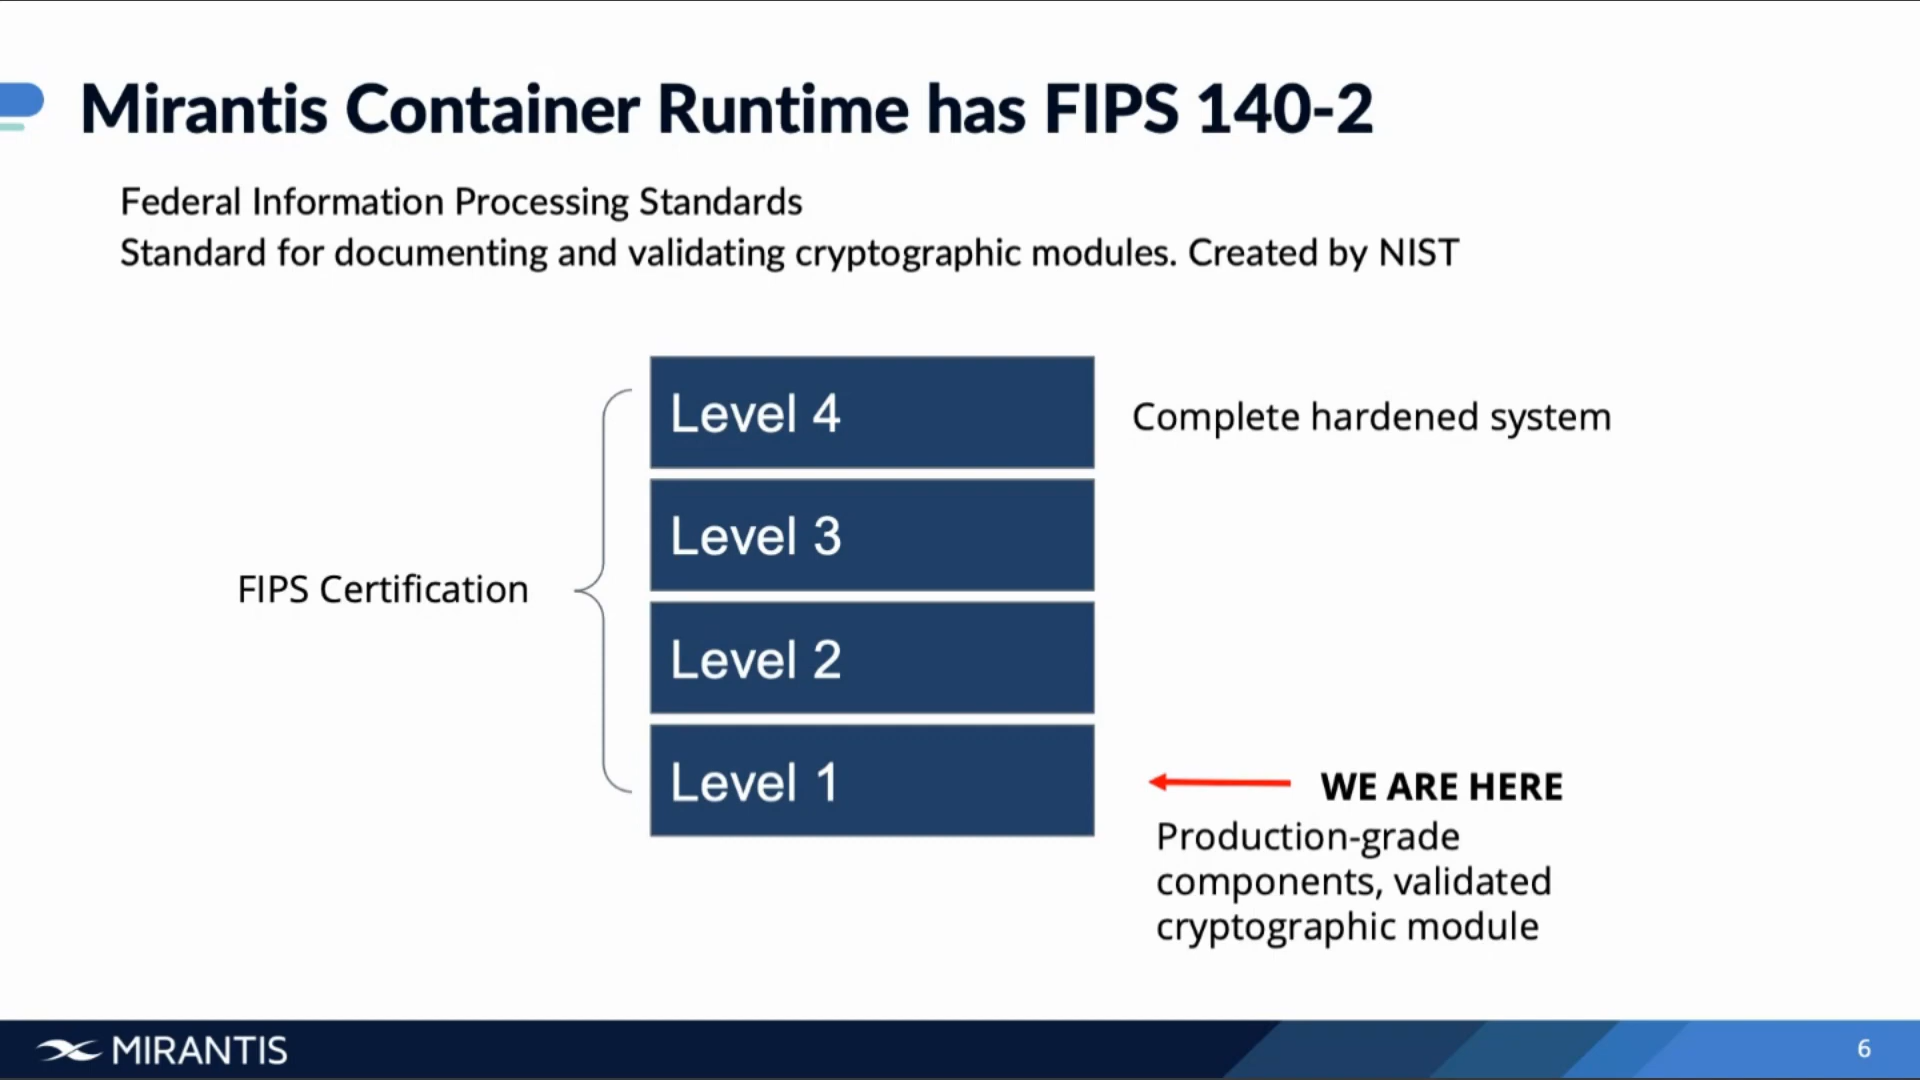 Mirantis Container Runtime has FIPS 140-2
Federal Information Processing Standards
Standard for documenting and validating cryptographic modules. Created by NIST
Level 4
Complete hardened system
Level 3
FIPS Certification
Level 2
Level 1
WE ARE HERE
Production-grade
components, validated
cryptographic module
MIRANTIS
6